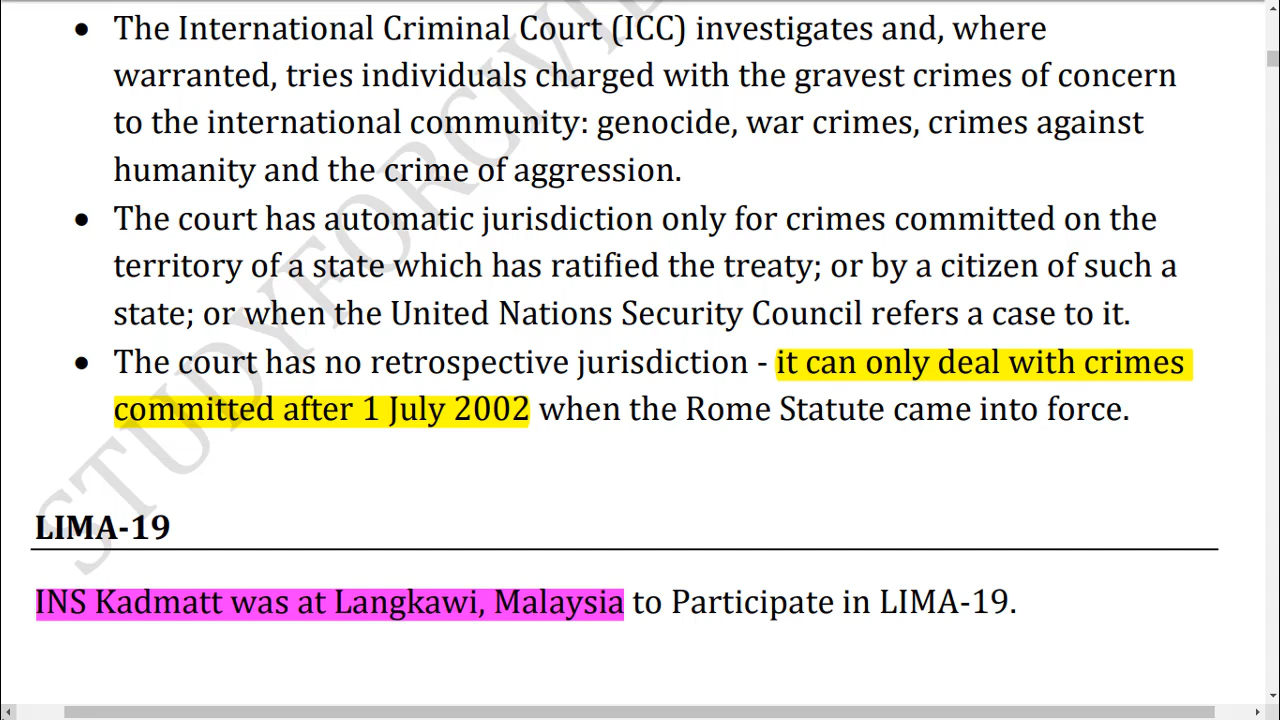 • The International Criminal Court (ICC) investigates and, where
warranted, tries individuals charged with the gravest crimes of concern
to the international community: genocide, war crimes, crimes against
humanity and the crime of aggression.
• The court has automatic jurisdiction only for crimes committed on the
territory of a state which has ratified the treaty; or by a citizen of such a
state; or when the United Nations Security Council refers a case to it.
• The court has no retrospective jurisdiction - it can only deal with crimes
committed after 1 July 2002 when the Rome Statute came into force.
LIMA-19
INS Kadmatt was at Langkawi, Malaysia to Participate in LIMA-19.
STUDYFORCIVI